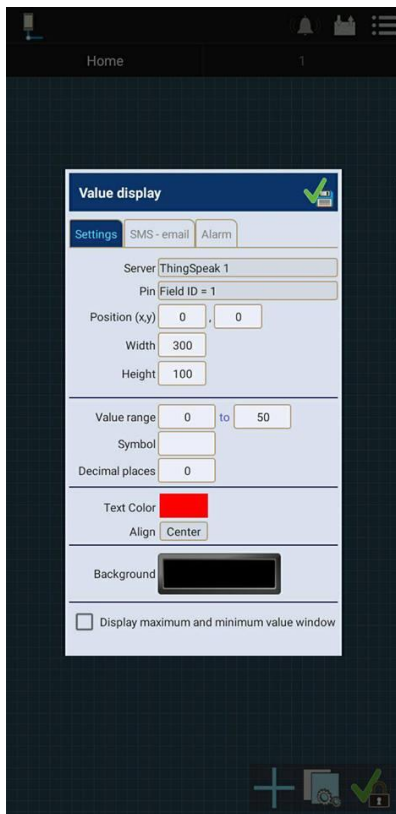 Home 1
Value display
Settings SMS - email Alarm
Server ThingSpeak 1
Pin Field ID = 1
Position (x,y) 0 , 0
Width 300
Height 100
Value range 0 to 50
Symbol
Decimal places 0
Text Color
Align Center
Background
Display maximum and minimum value window